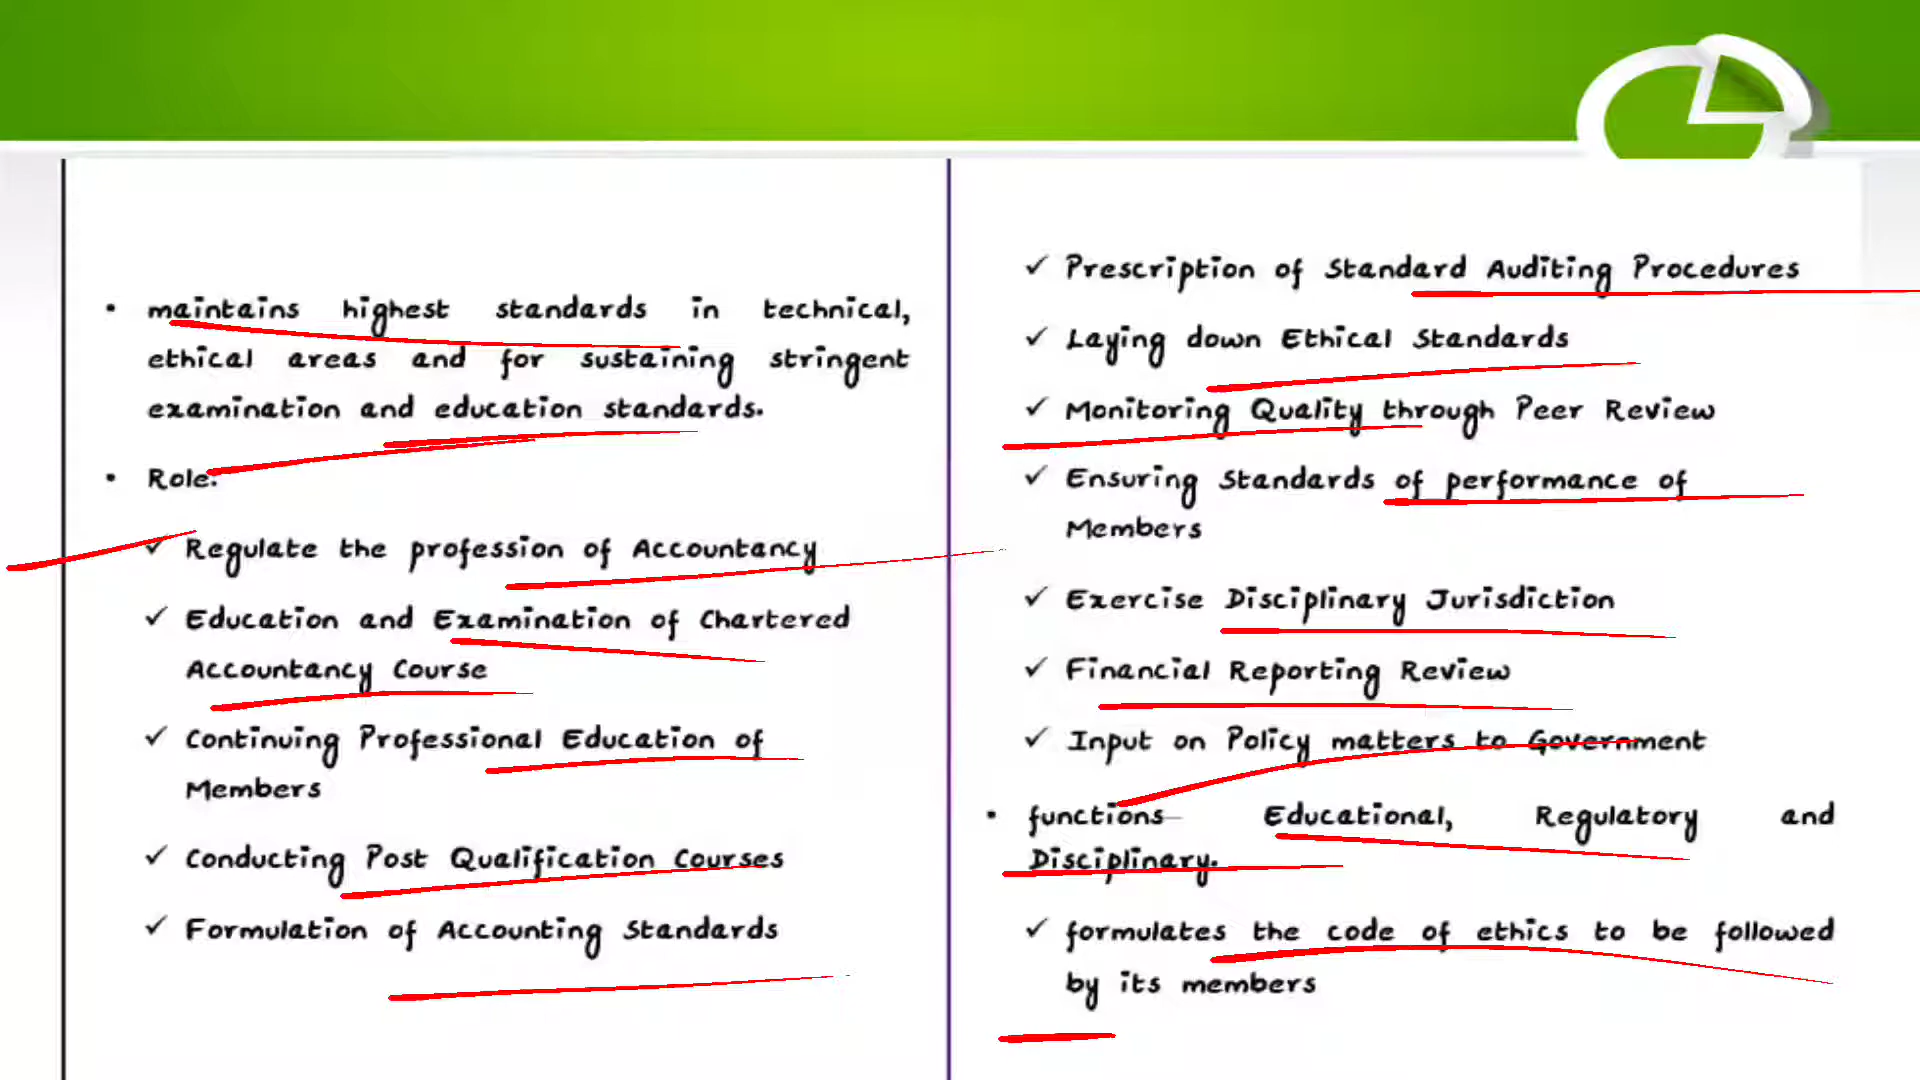 • maintains highest standards in technical,
ethical areas and for sustaining stringent
examination and education standards.
• Role:
✓ Regulate the profession of Accountancy
✓ Education and Examination of Chartered
Accountancy Course
✓ Continuing Professional Education of
Members
✓ Conducting Post Qualification Courses
✓ Formulation of Accounting Standards
✓ Prescription of Standard Auditing Procedures
✓ Laying down Ethical Standards
✓ Monitoring Quality through Peer Review
✓ Ensuring Standards of performance of
Members
✓ Exercise Disciplinary Jurisdiction
✓ Financial Reporting Review
✓ Input on Policy matters to Government
• functions— Educational, Regulatory and
Disciplinary.
✓ formulates the code of ethics to be followed
by its members